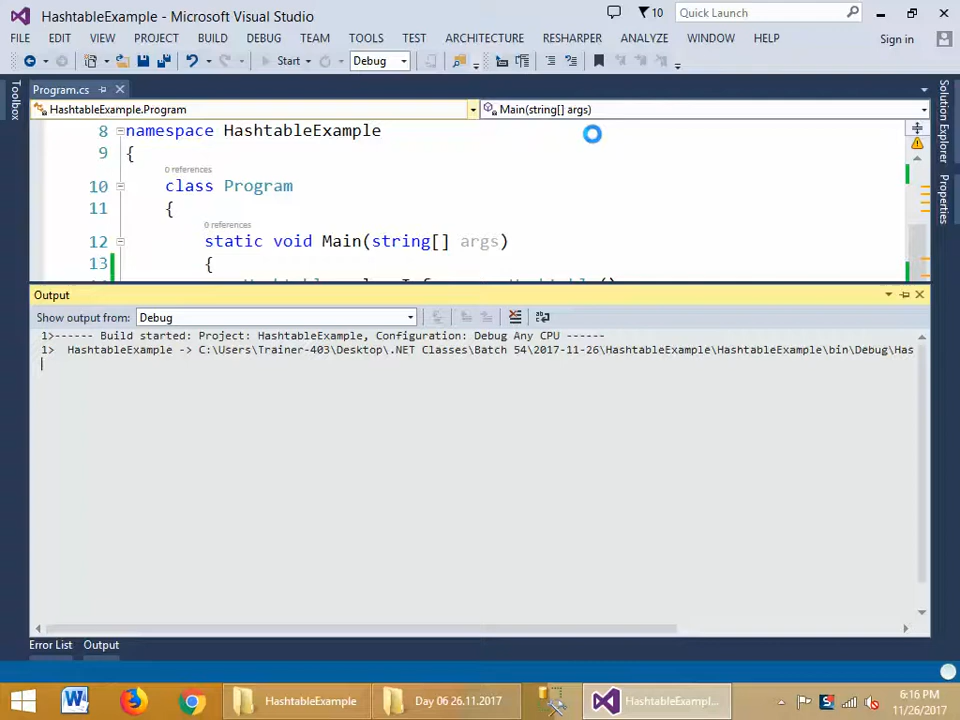 HashtableExample - Microsoft Visual Studio
10
Quick Launch
FILE EDIT VIEW PROJECT BUILD DEBUG TEAM TOOLS TEST ARCHITECTURE RESHARPER ANALYZE WINDOW HELP
Sign in
Start
Debug
Toolbox
Program.cs
HashtableExample.Program
Main(string[] args)
Solution Explorer
Properties
8 namespace HashtableExample
9 {
0 references
10 class Program
11 {
0 references
12 static void Main(string[] args)
13 {
Output
Show output from: Debug
1>------ Build started: Project: HashtableExample, Configuration: Debug Any CPU ------
1> HashtableExample -> C:\Users\Trainer-403\Desktop\.NET Classes\Batch 54\2017-11-26\HashtableExample\HashtableExample\bin\Debug\Has
Error List Output
HashtableExample
Day 06 26.11.2017
HashtableExampl...
6:16 PM
11/26/2017